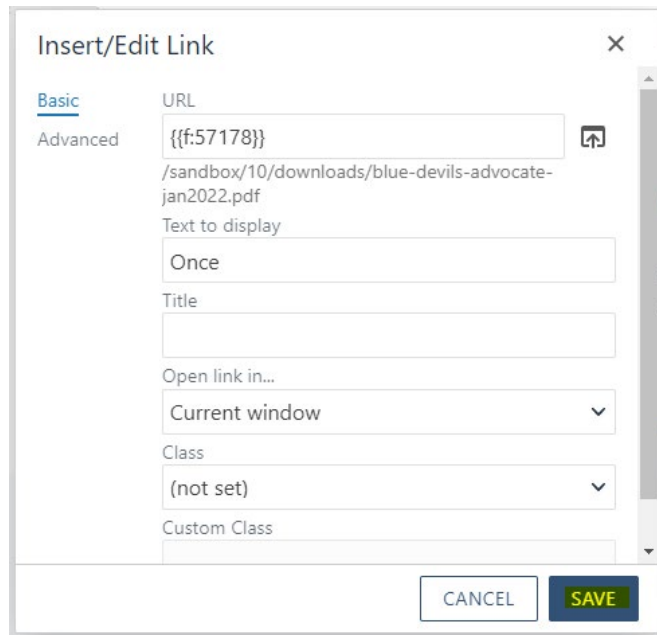 Insert/Edit Link
Basic
Advanced
URL
{{f:57178}}
/sandbox/10/downloads/blue-devils-advocate-
jan2022.pdf
Text to display
Once
Title
Open link in...
Current window
Class
(not set)
Custom Class
CANCEL
SAVE